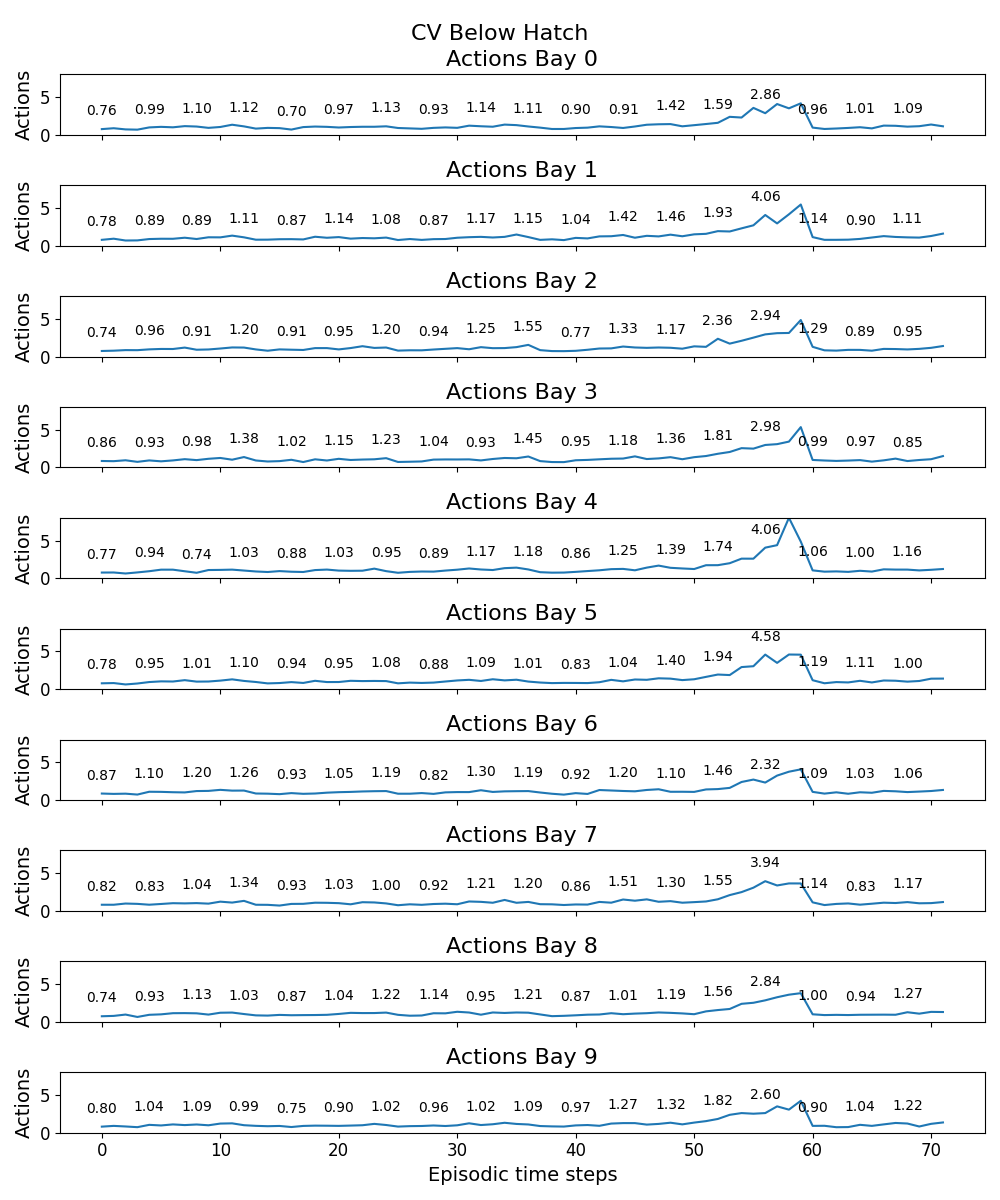 CV Below Hatch
Actions Bay 0
Actions
5
0
0.76 0.99 1.10 1.12 0.70 0.97 1.13 0.93 1.14 1.11 0.90 0.91 1.42 1.59 2.86 0.96 1.01 1.09
Actions Bay 1
Actions
5
0
0.78 0.89 0.89 1.11 0.87 1.14 1.08 0.87 1.17 1.15 1.04 1.42 1.46 1.93 4.06 1.14 0.90 1.11
Actions Bay 2
Actions
5
0
0.74 0.96 0.91 1.20 0.91 0.95 1.20 0.94 1.25 1.55 0.77 1.33 1.17 2.36 2.94 1.29 0.89 0.95
Actions Bay 3
Actions
5
0
0.86 0.93 0.98 1.38 1.02 1.15 1.23 1.04 0.93 1.45 0.95 1.18 1.36 1.81 2.98 0.99 0.97 0.85
Actions Bay 4
Actions
5
0
0.77 0.94 0.74 1.03 0.88 1.03 0.95 0.89 1.17 1.18 0.86 1.25 1.39 1.74 4.06 1.06 1.00 1.16
Actions Bay 5
Actions
5
0
0.78 0.95 1.01 1.10 0.94 0.95 1.08 0.88 1.09 1.01 0.83 1.04 1.40 1.94 4.58 1.19 1.11 1.00
Actions Bay 6
Actions
5
0
0.87 1.10 1.20 1.26 0.93 1.05 1.19 0.82 1.30 1.19 0.92 1.20 1.10 1.46 2.32 1.09 1.03 1.06
Actions Bay 7
Actions
5
0
0.82 0.83 1.04 1.34 0.93 1.03 1.00 0.92 1.21 1.20 0.86 1.51 1.30 1.55 3.94 1.14 0.83 1.17
Actions Bay 8
Actions
5
0
0.74 0.93 1.13 1.03 0.87 1.04 1.22 1.14 0.95 1.21 0.87 1.01 1.19 1.56 2.84 1.00 0.94 1.27
Actions Bay 9
Actions
5
0
0.80 1.04 1.09 0.99 0.75 0.90 1.02 0.96 1.02 1.09 0.97 1.27 1.32 1.82 2.60 0.90 1.04 1.22
0 10 20 30 40 50 60 70
Episodic time steps